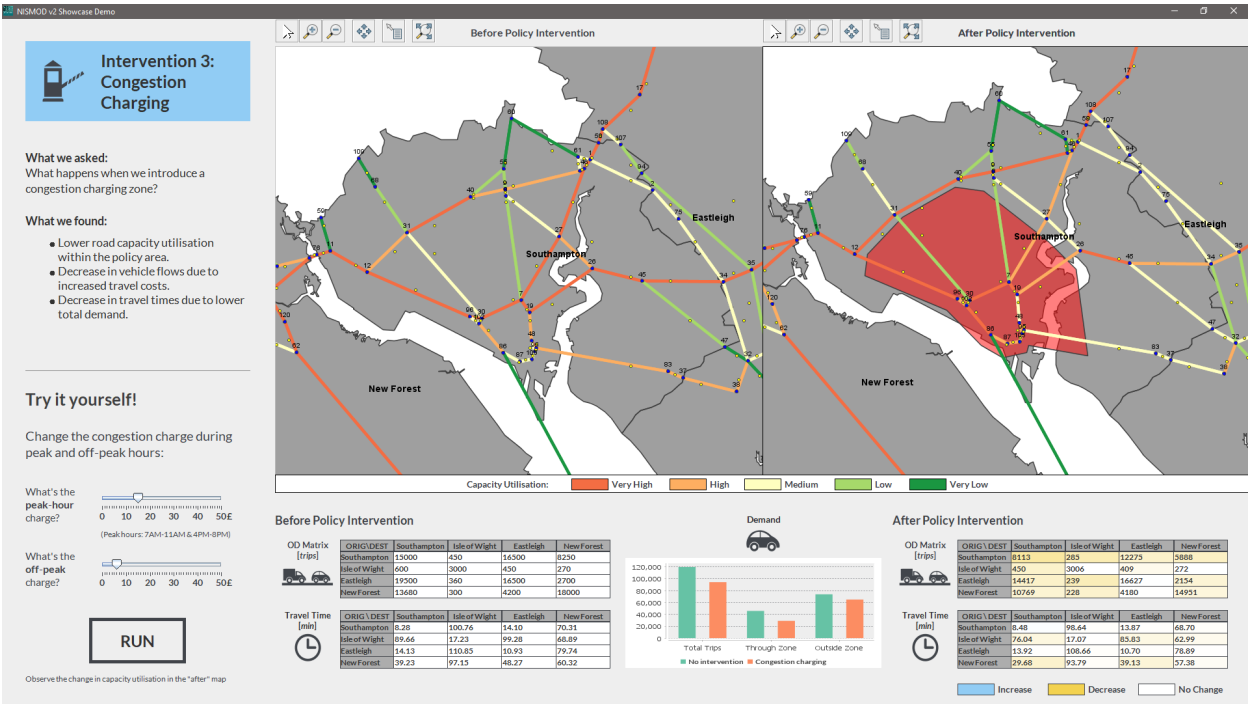 NISMOD v2 Showcase Demo
Intervention 3:
Congestion
Charging
What we asked:
What happens when we introduce a
congestion charging zone?
What we found:
Lower road capacity utilisation
within the policy area.
Decrease in vehicle flows due to
increased travel costs.
Decrease in travel times due to lower
total demand.
Try it yourself!
Change the congestion charge during
peak and off-peak hours:
What's the
peak-hour
charge?
0 10 20 30 40 50£
(Peak hours: 7AM-11AM & 4PM-8PM)
What's the
off-peak
charge?
0 10 20 30 40 50£
RUN
Observe the change in capacity utilisation in the "after" map
Before Policy Intervention
Southampton
Eastleigh
New Forest
After Policy Intervention
Southampton
Eastleigh
New Forest
Capacity Utilisation: Very High High Medium Low Very Low
Before Policy Intervention
OD Matrix
[trips]
ORIG\DEST Southampton Isle of Wight Eastleigh New Forest
Southampton 15000 450 16500 8250
Isle of Wight 600 3000 450 270
Eastleigh 19500 360 16500 2700
New Forest 13680 300 4200 18000
Travel Time
[min]
ORIG\DEST Southampton Isle of Wight Eastleigh New Forest
Southampton 8.28 100.76 14.10 70.31
Isle of Wight 89.66 17.23 99.28 68.89
Eastleigh 14.13 110.85 10.93 79.74
New Forest 39.23 97.15 48.27 60.32
Demand
120,000
100,000
80,000
60,000
40,000
20,000
0
Total Trips Through Zone Outside Zone
No intervention Congestion charging
After Policy Intervention
OD Matrix
[trips]
ORIG\DEST Southampton Isle of Wight Eastleigh New Forest
Southampton 8113 285 12275 5888
Isle of Wight 450 3006 409 272
Eastleigh 14417 239 16627 2154
New Forest 10769 228 4180 14951
Travel Time
[min]
ORIG\DEST Southampton Isle of Wight Eastleigh New Forest
Southampton 8.48 98.64 13.87 68.70
Isle of Wight 76.04 17.07 85.83 62.99
Eastleigh 13.92 108.66 10.70 78.89
New Forest 29.68 93.79 39.13 57.38
Increase Decrease No Change